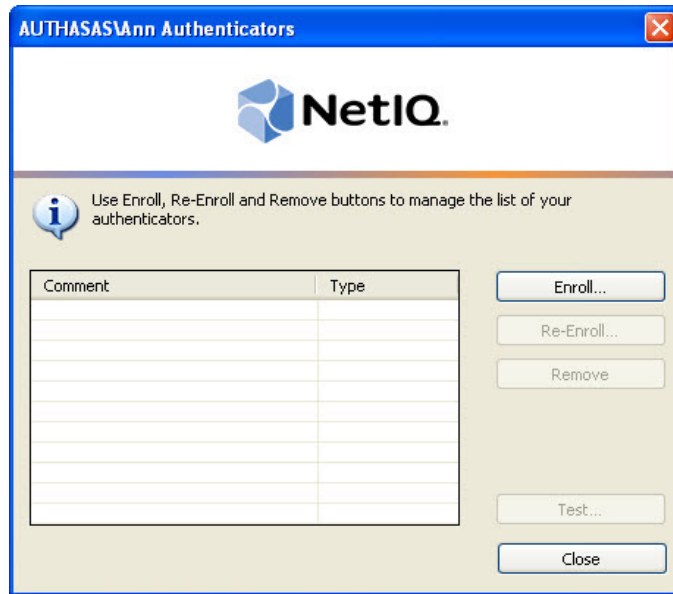 AUTHASAS\Ann Authenticators
NetIQ.
Use Enroll, Re-Enroll and Remove buttons to manage the list of your
authenticators.
Comment Type
Enroll...
Re-Enroll...
Remove
Test...
Close